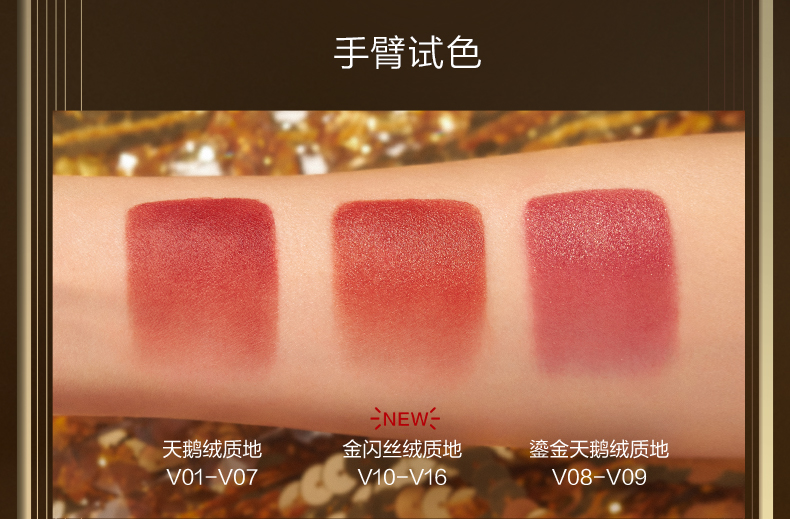 手臂试色
NEW
天鹅绒质地
V01-V07
金闪丝绒质地
V10-V16
鎏金天鹅绒质地
V08-V09